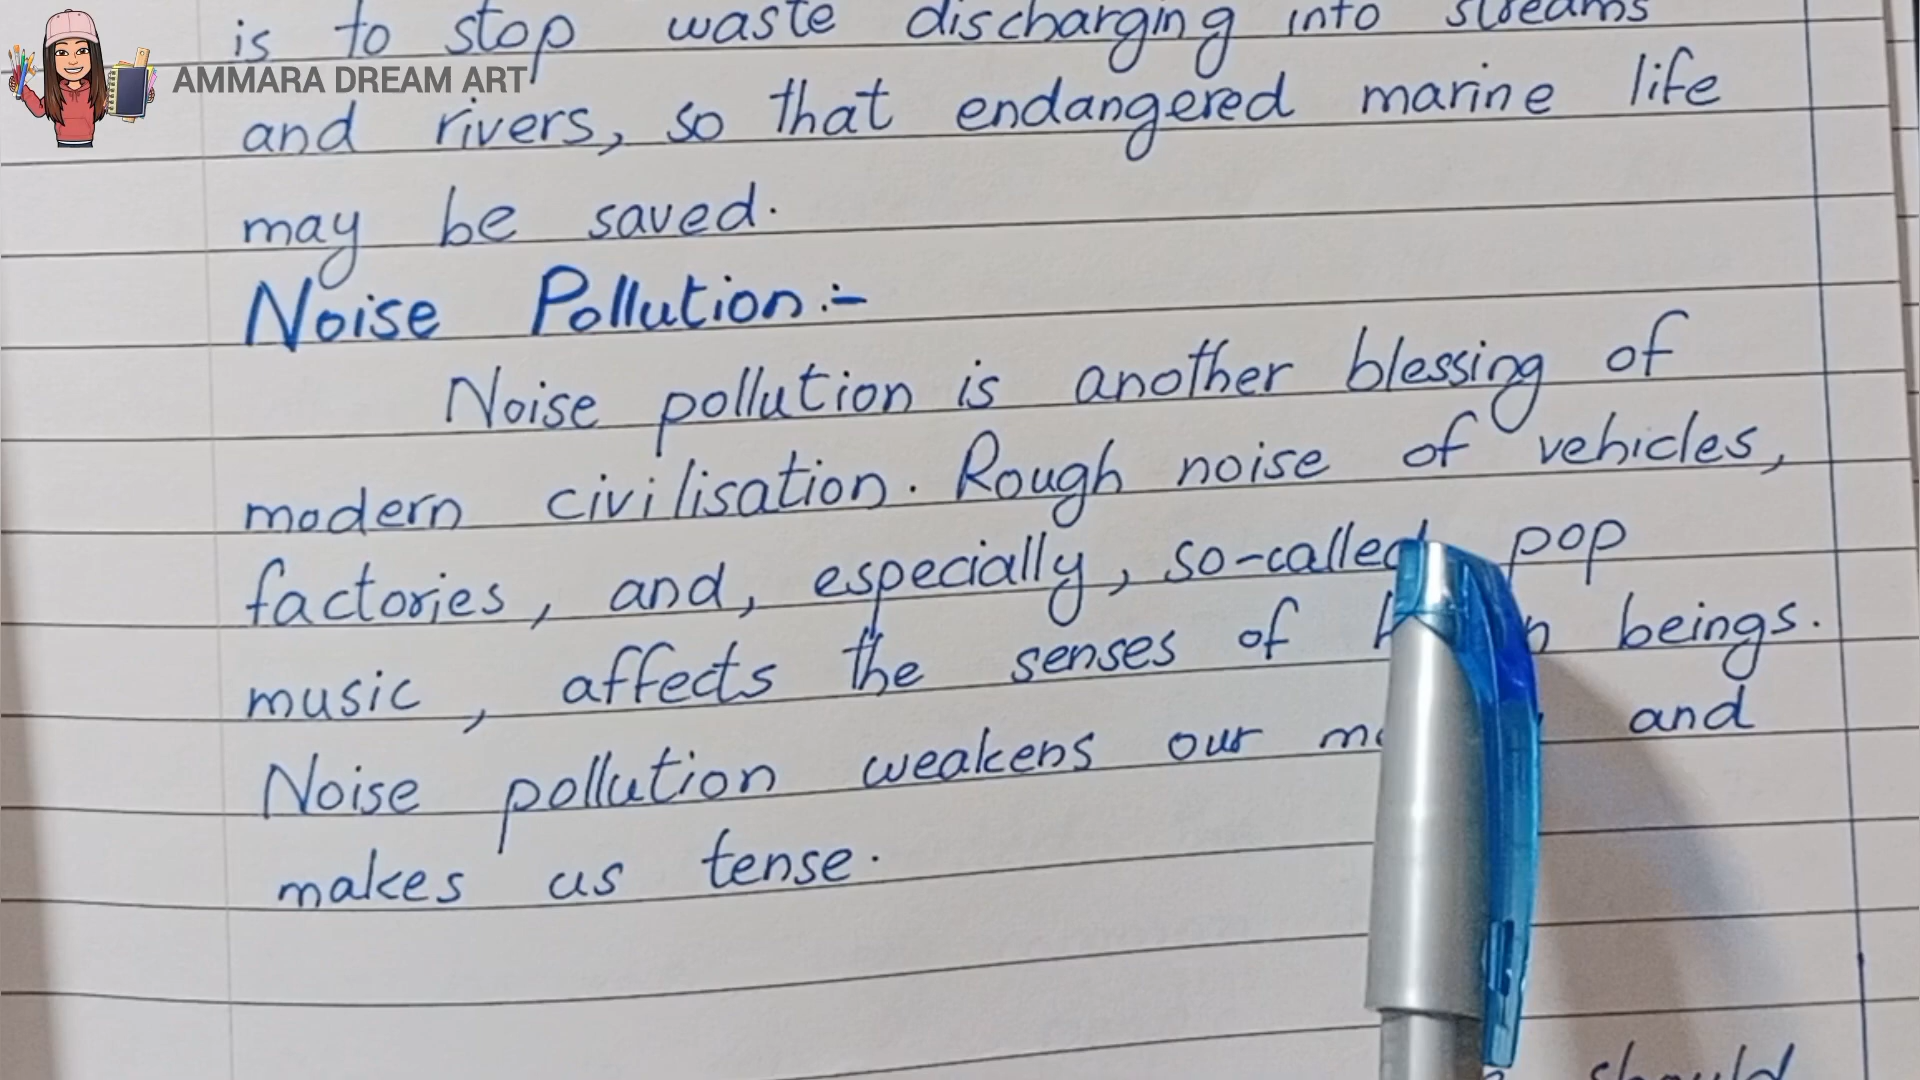 AMMARA DREAM ART
is to stop waste discharging into streams
and rivers, so that endangered marine life
may be saved.
Noise Pollution:-
Noise pollution is another blessing of
modern civilisation. Rough noise of vehicles,
factories, and, especially, so-called pop
music, affects the senses of beings.
Noise pollution weakens our and
makes us tense.
should